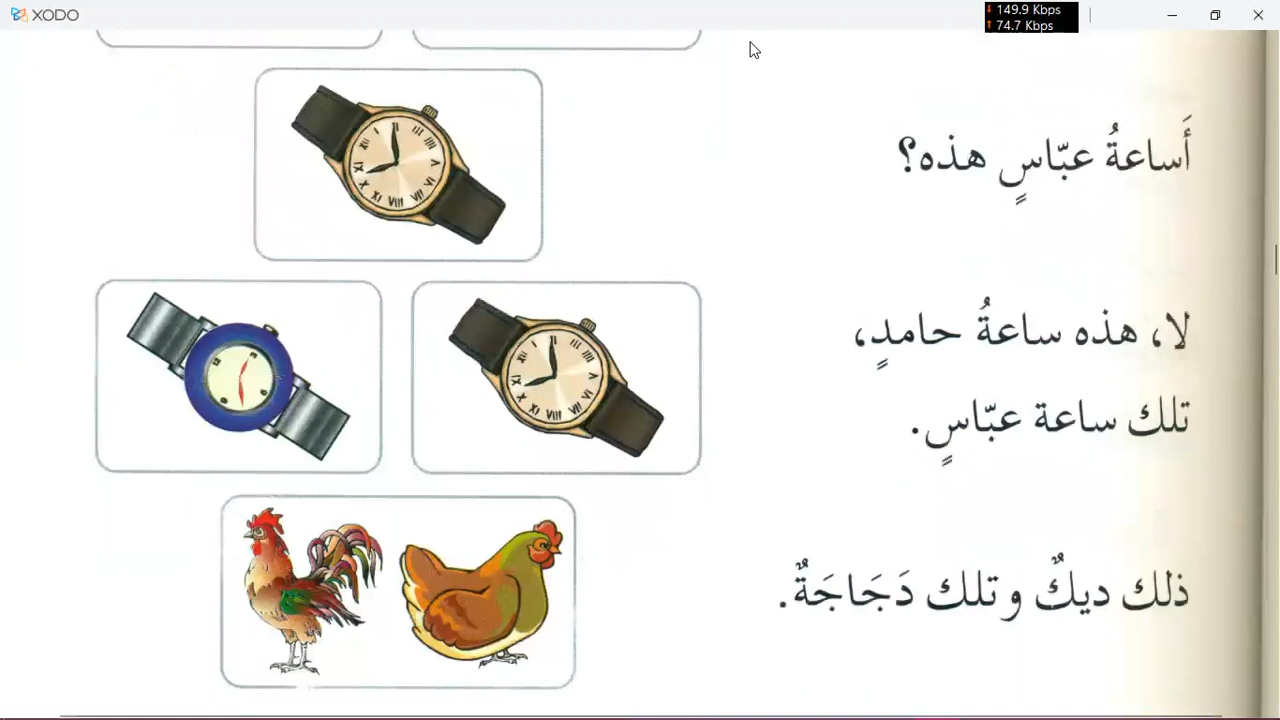 XODO
149.9 Kbps
74.7 Kbps
أَساعةُ عبّاسٍ هذه؟
لا، هذه ساعةُ حامدٍ،
تلك ساعة عبّاسٍ.
ذلك ديكٌ وتلك دَجَاجَةٌ.